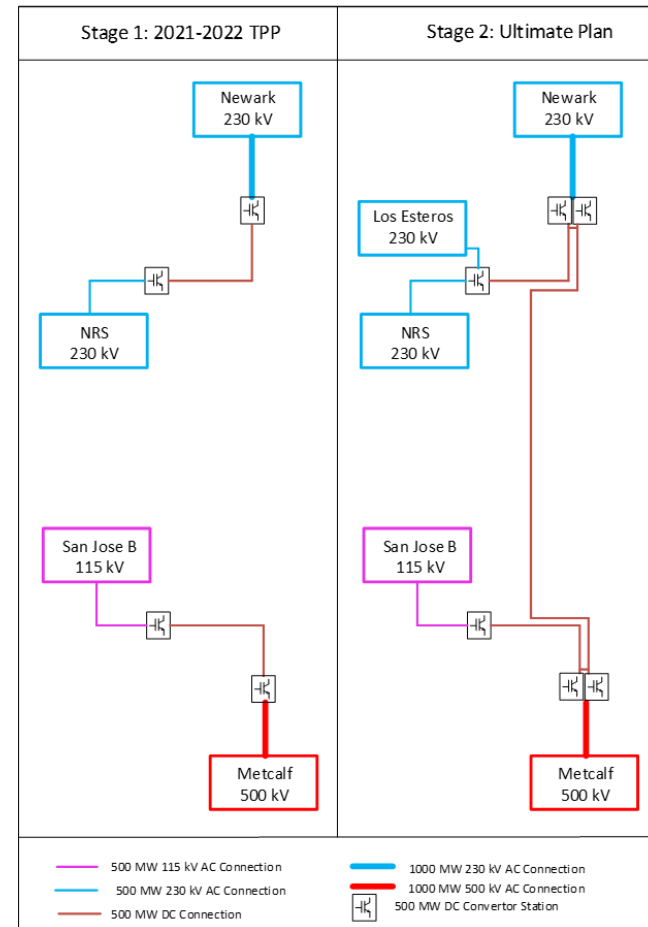 Stage 1: 2021-2022 TPP
Newark
230 kV
NRS
230 kV
San Jose B
115 kV
Metcalf
500 kV
Stage 2: Ultimate Plan
Newark
230 kV
Los Esteros
230 kV
NRS
230 kV
San Jose B
115 kV
Metcalf
500 kV
500 MW 115 kV AC Connection
500 MW 230 kV AC Connection
500 MW DC Connection
1000 MW 230 kV AC Connection
1000 MW 500 kV AC Connection
500 MW DC Convertor Station